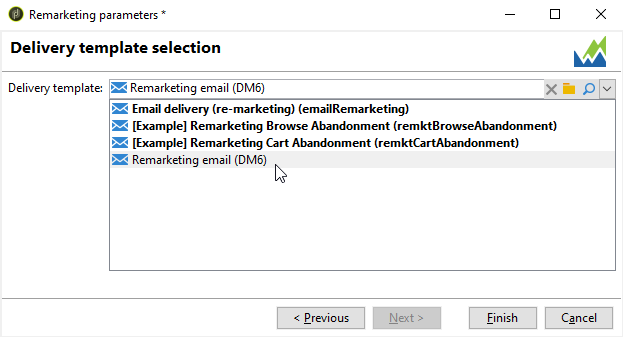 Remarketing parameters *
Delivery template selection
Delivery template: Remarketing email (DM6)
Email delivery (re-marketing) (emailRemarketing)
[Example] Remarketing Browse Abandonment (remktBrowseAbandonment)
[Example] Remarketing Cart Abandonment (remktCartAbandonment)
Remarketing email (DM6)
< Previous Next > Finish Cancel